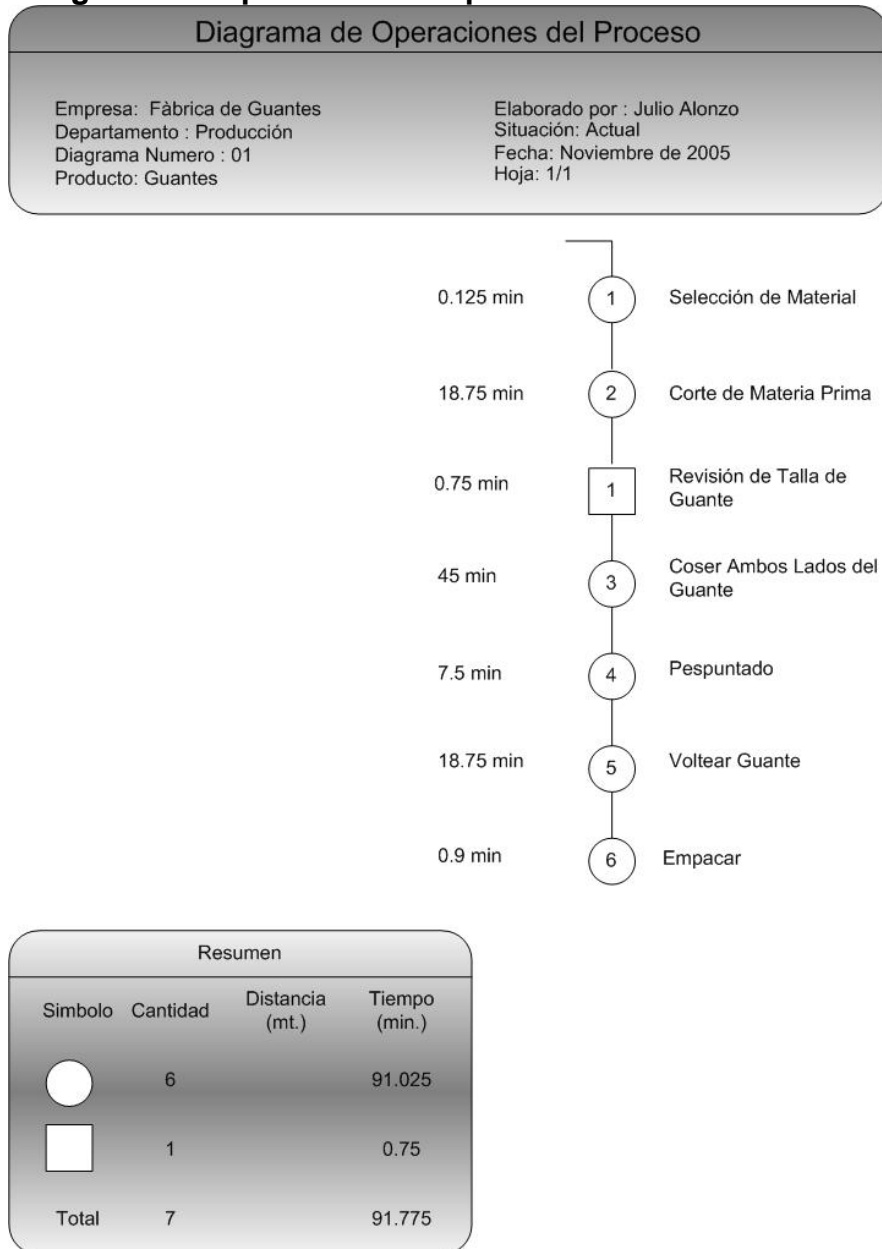 Diagrama de Operaciones del Proceso
Empresa: Fàbrica de Guantes
Departamento : Producción
Diagrama Numero : 01
Producto: Guantes
Elaborado por : Julio Alonzo
Situación: Actual
Fecha: Noviembre de 2005
Hoja: 1/1
0.125 min 1 Selección de Material
18.75 min 2 Corte de Materia Prima
0.75 min 1 Revisión de Talla de
Guante
45 min 3 Coser Ambos Lados del
Guante
7.5 min 4 Pespuntado
18.75 min 5 Voltear Guante
0.9 min 6 Empacar
Resumen
Simbolo Cantidad Distancia (mt.) Tiempo (min.)
6 91.025
1 0.75
Total 7 91.775